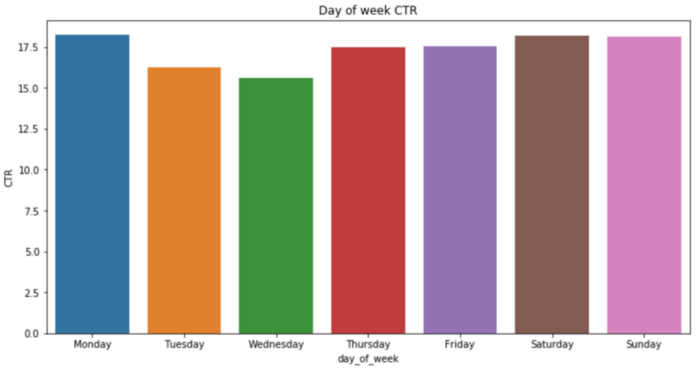 Day of week CTR
17.5
15.0
12.5
10.0
7.5
5.0
2.5
0.0
CTR
Monday Tuesday Wednesday Thursday Friday Saturday Sunday
day_of_week